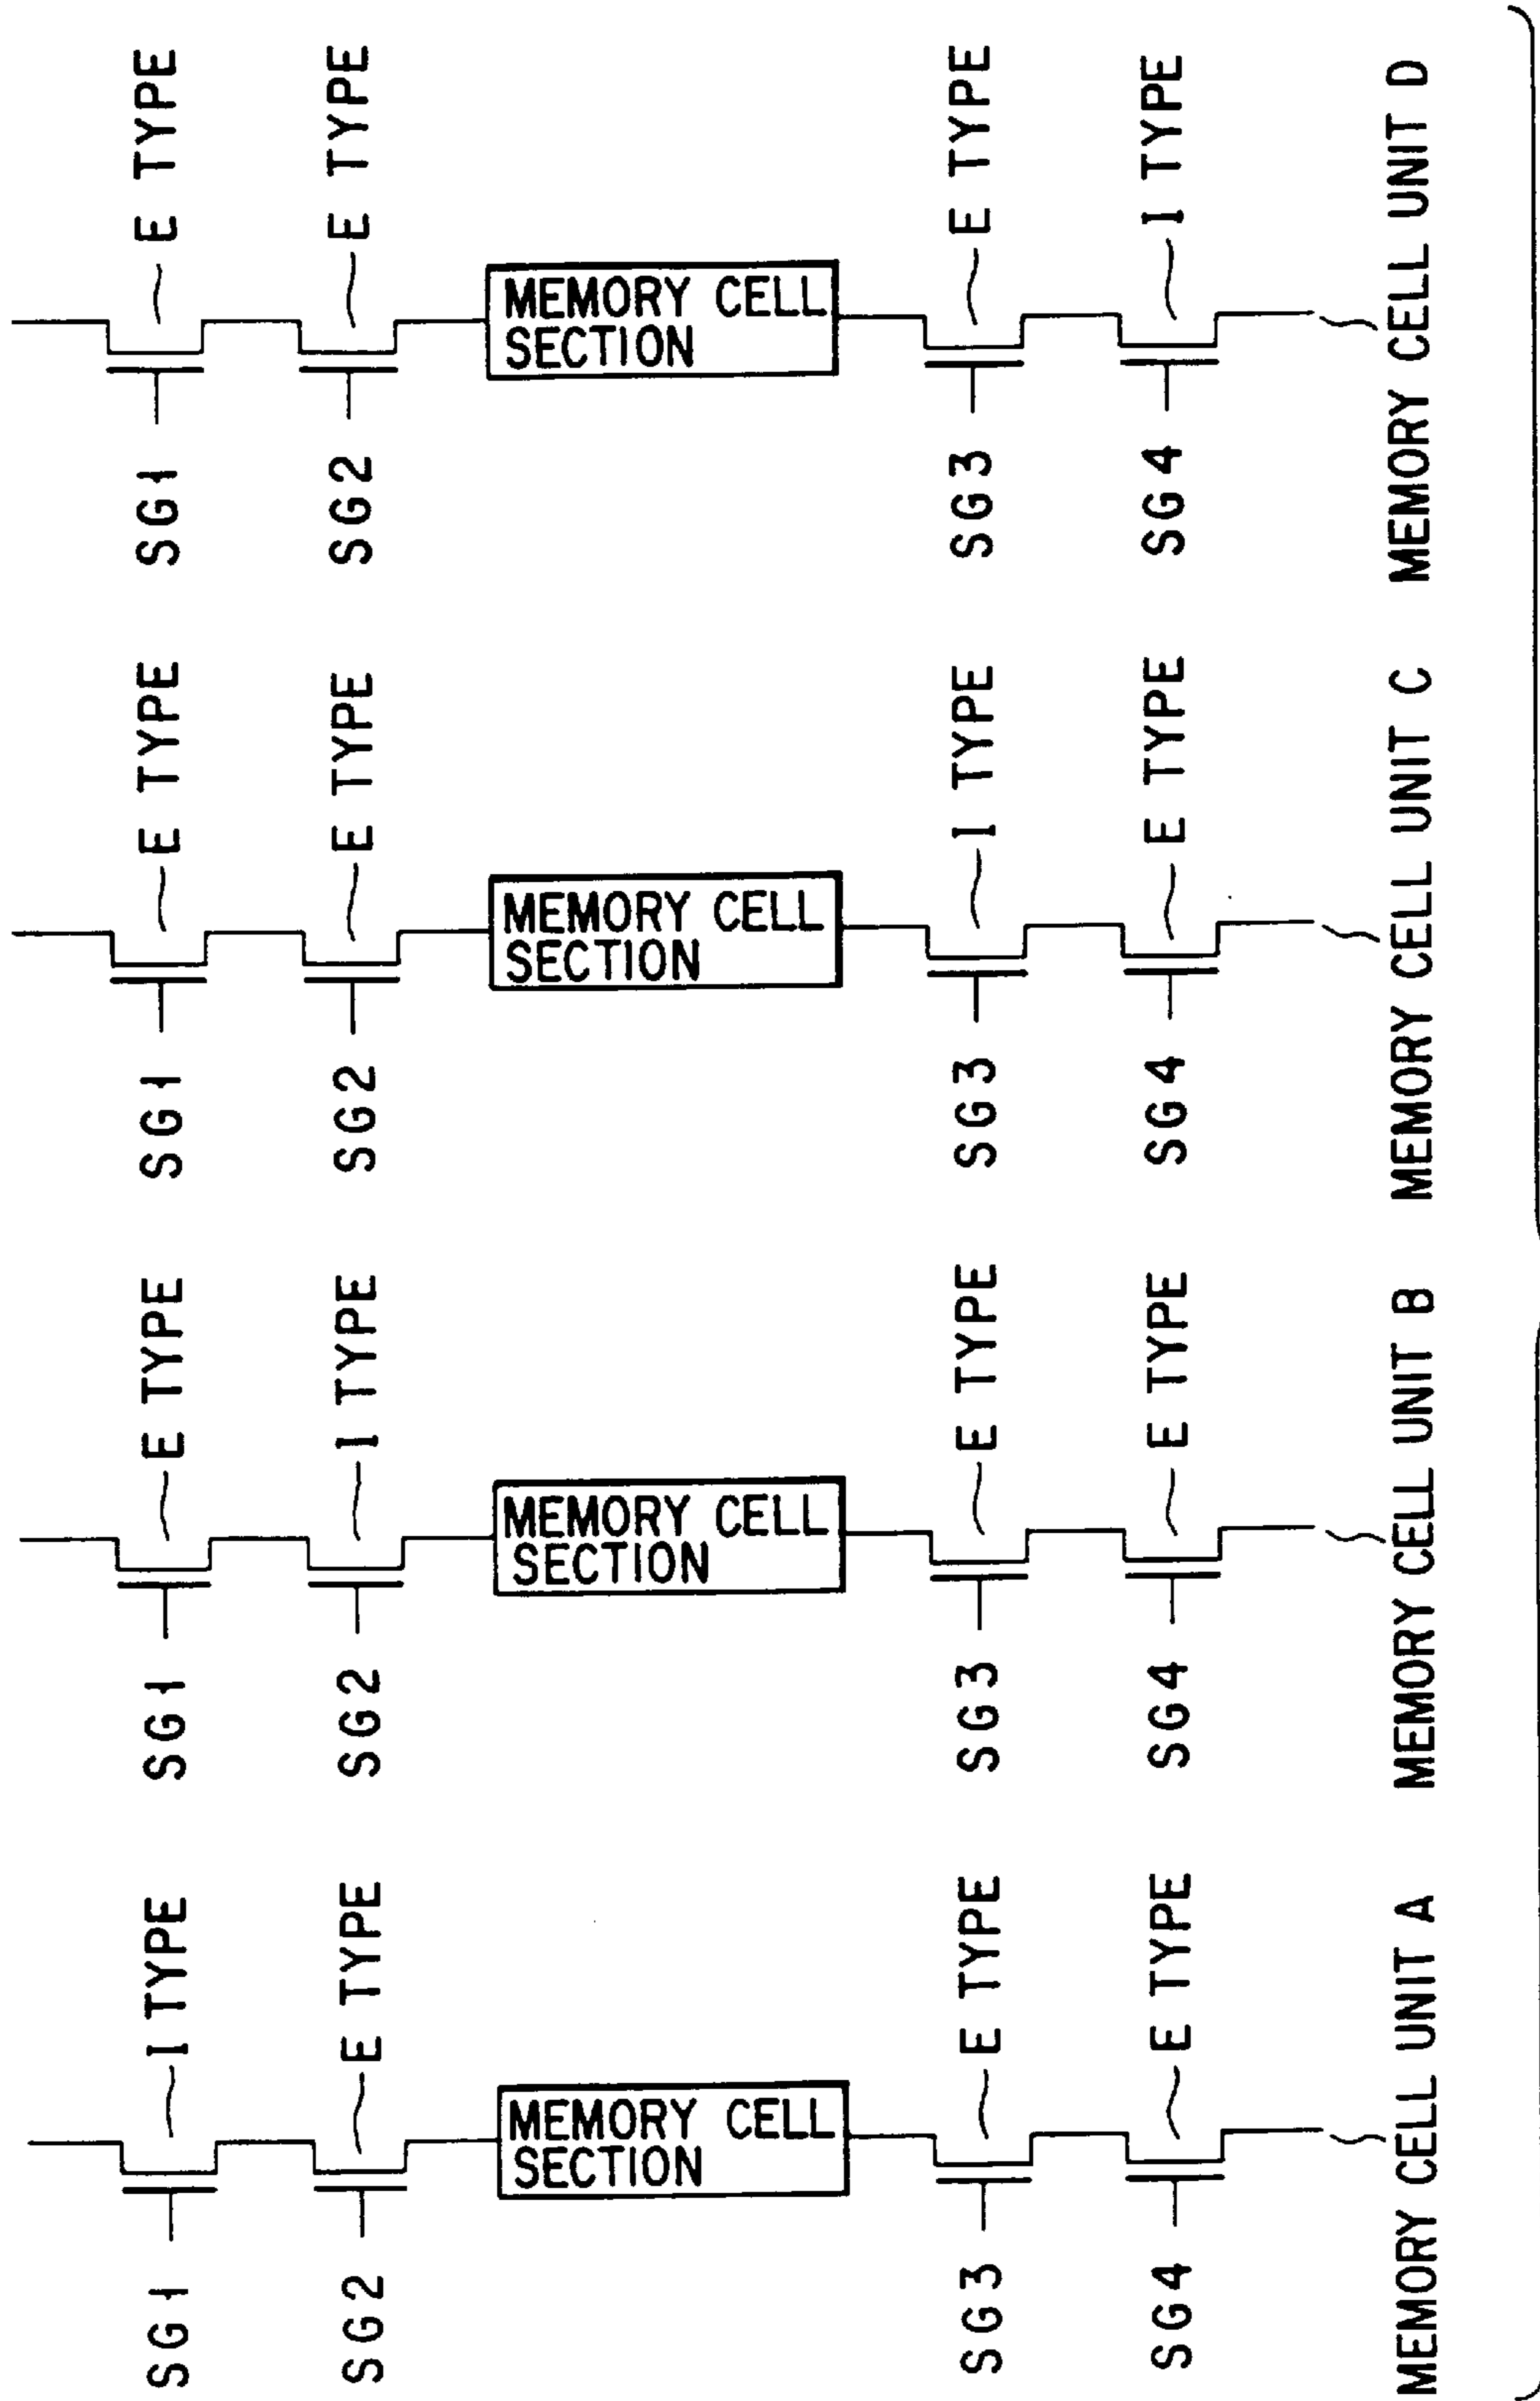 SG1
I TYPE
SG2
E TYPE
MEMORY CELL
SECTION
SG3
E TYPE
SG4
E TYPE
MEMORY CELL UNIT A
SG1
E TYPE
SG2
I TYPE
MEMORY CELL
SECTION
SG3
E TYPE
SG4
E TYPE
MEMORY CELL UNIT B
SG1
E TYPE
SG2
E TYPE
MEMORY CELL
SECTION
SG3
I TYPE
SG4
E TYPE
MEMORY CELL UNIT C
SG1
E TYPE
SG2
E TYPE
MEMORY CELL
SECTION
SG3
E TYPE
SG4
I TYPE
MEMORY CELL UNIT D